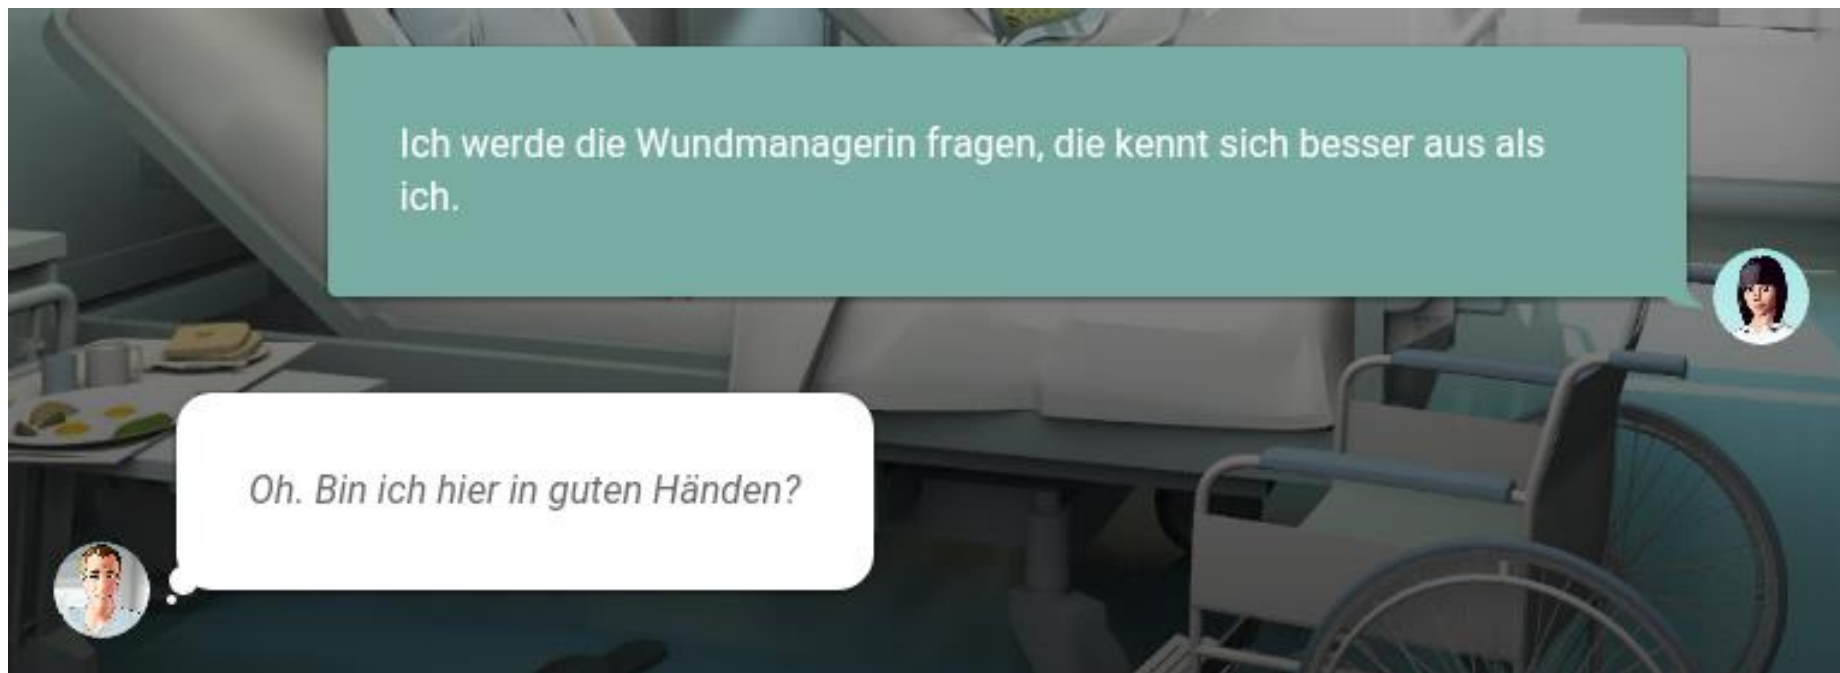 Ich werde die Wundmanagerin fragen, die kennt sich besser aus als
ich.
Oh. Bin ich hier in guten Händen?